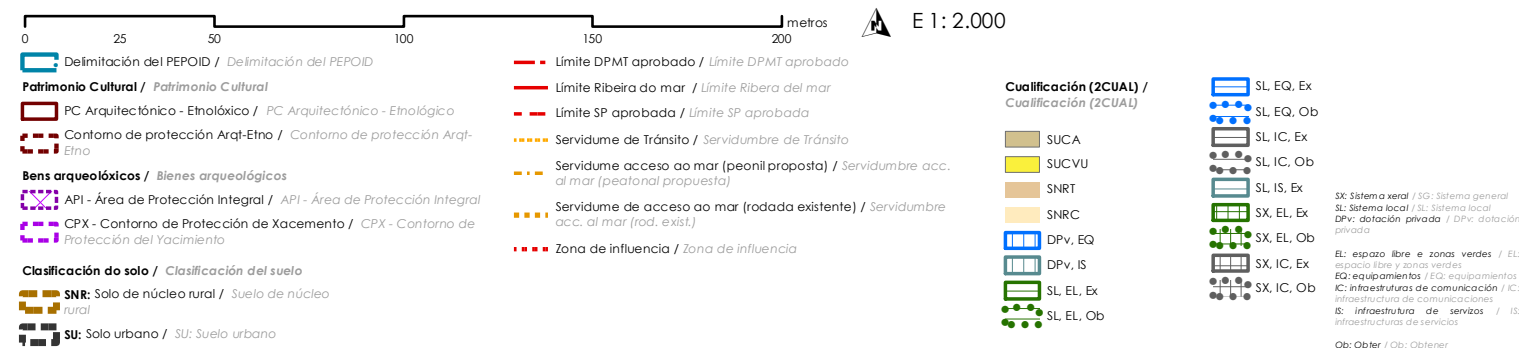 metros
0 25 50 100 150 200
E 1: 2.000
Delimitación del PEPOID / Delimitación del PEPOID
Patrimonio Cultural / Patrimonio Cultural
PC Arquitectónico - Etnolóxico / PC Arquitectónico - Etnológico
Contorno de protección Arqt-Etno / Contorno de protección Arqt-
Etno
Bens arqueolóxicos / Bienes arqueológicos
API - Área de Protección Integral / API - Área de Protección Integral
CPX - Contorno de Protección de Xacemento / CPX - Contorno de
Protección del Yacimiento
Clasificación do solo / Clasificación del suelo
SNR: Solo de núcleo rural / Suelo de núcleo
rural
SU: Solo urbano / SU: Suelo urbano
Límite DPMT aprobado / Límite DPMT aprobado
Límite Ribeira do mar / Límite Ribera del mar
Límite SP aprobada / Límite SP aprobada
Servidume de Tránsito / Servidumbre de Tránsito
Servidume acceso ao mar (peonil proposta) / Servidumbre acc.
al mar (peatonal propuesta)
Servidume de acceso ao mar (rodada existente) / Servidumbre
acc. al mar (rod. exist.)
Zona de influencia / Zona de influencia
Cualificación (2CUAL) /
Cualificación (2CUAL)
SUCA
SUCVU
SNRT
SNRC
DPv, EQ
DPv, IS
SL, EL, Ex
SL, EL, Ob
SL, EQ, Ex
SL, EQ, Ob
SL, IC, Ex
SL, IC, Ob
SL, IS, Ex
SX, EL, Ex
SX, EL, Ob
SX, IC, Ex
SX, IC, Ob
SX: Sistema xeral / SG: Sistema general
SL: Sistema local / SL: Sistema local
DPv: dotación privada / DPv: dotación
privada
EL: espazo libre e zonas verdes / EL:
espacio libre y zonas verdes
EQ: equipamientos / EQ: equipamientos
IC: infraestruturas de comunicación / IC:
infraestructura de comunicaciones
IS: infraestrutura de servizos / IS:
infraestructuras de servicios
Ob: Obter / Ob: Obtener